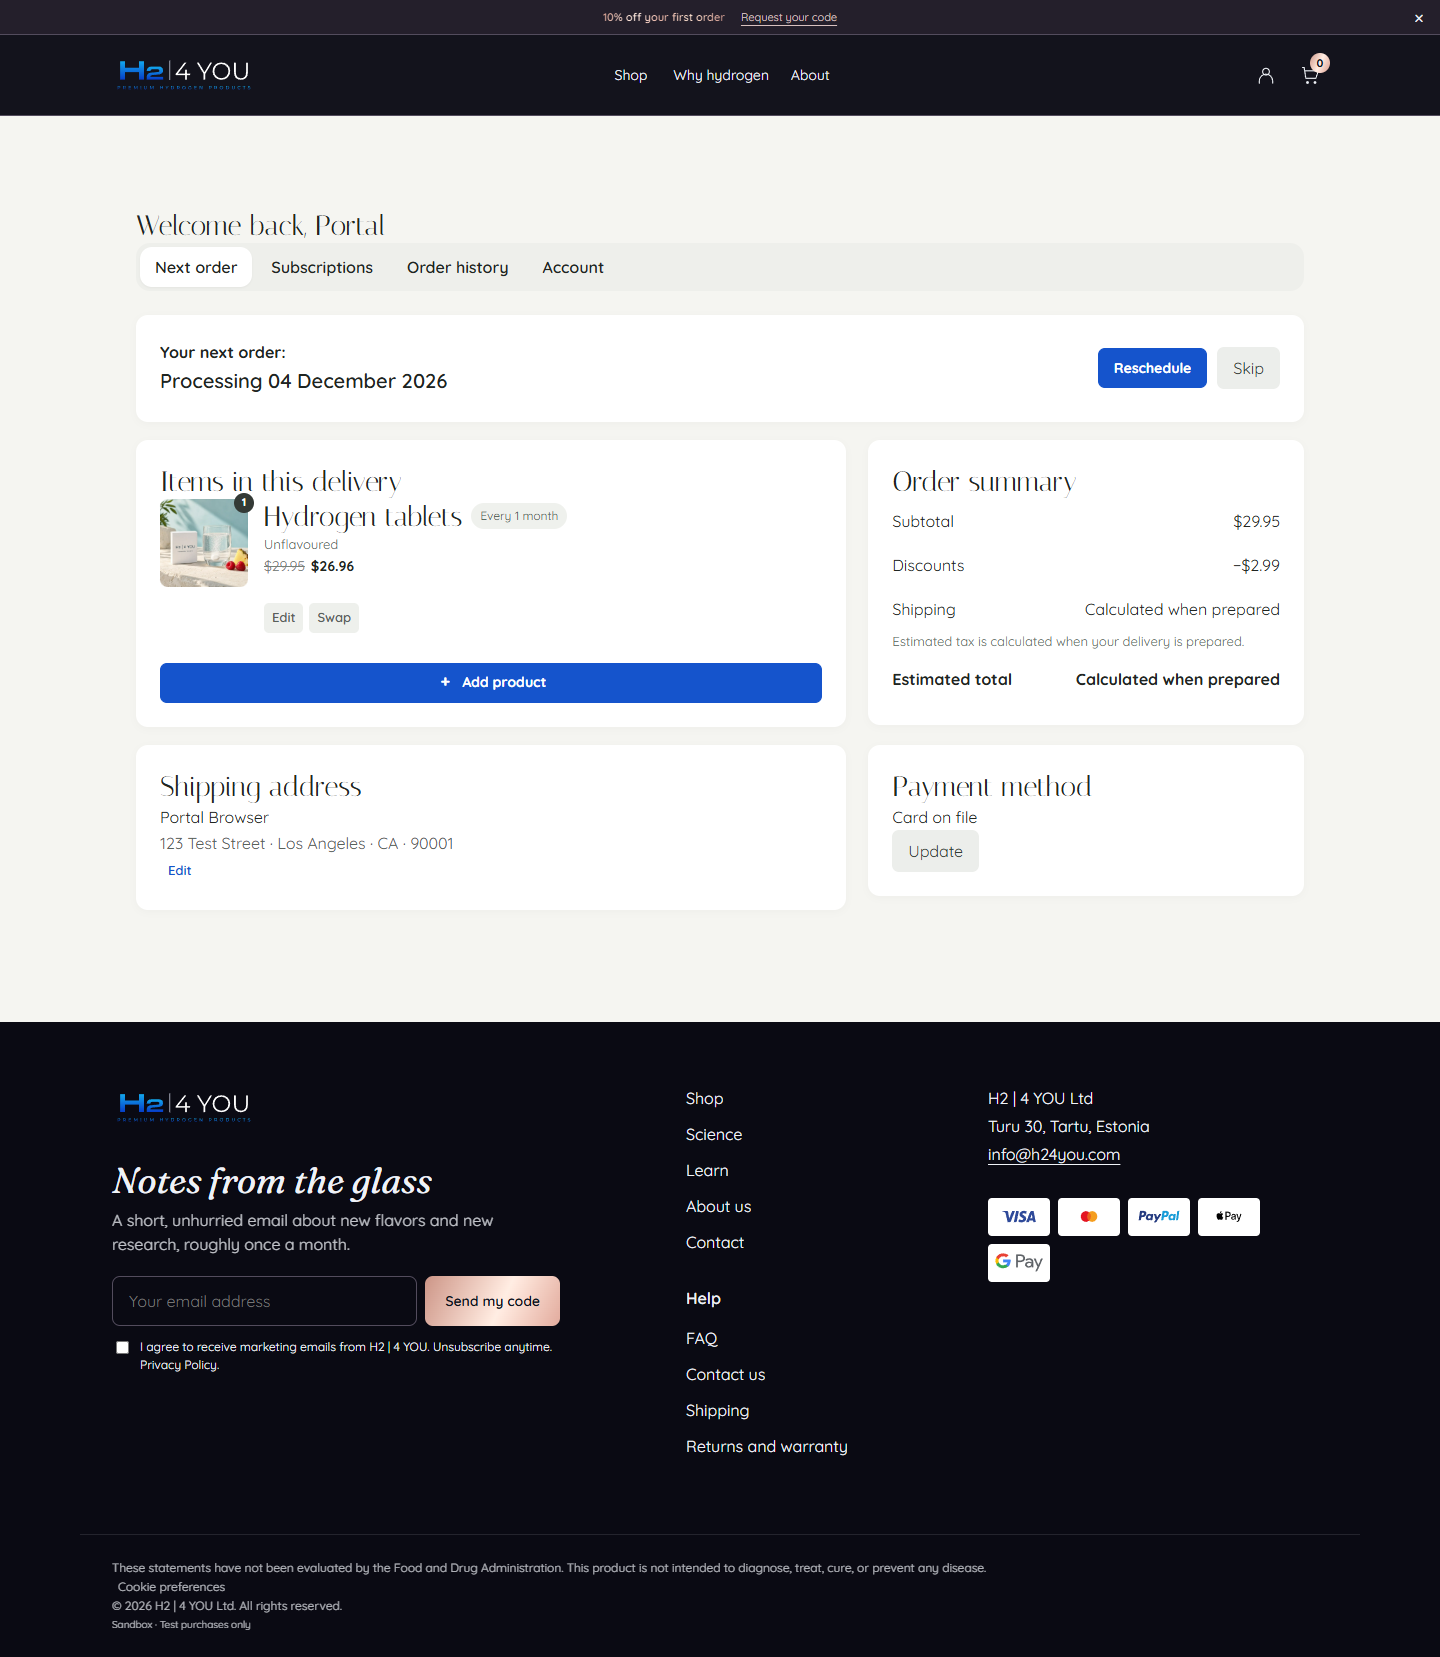 10% off your first order Request your code ×
H2 | 4 YOU
PREMIUM HYDROGEN PRODUCTS
Shop Why hydrogen About
0
Welcome back, Portal
Next order Subscriptions Order history Account
Your next order:
Processing 04 December 2026
Reschedule Skip
Items in this delivery
1
Hydrogen tablets Every 1 month
Unflavoured
$29.95 $26.96
Edit Swap
+ Add product
Order summary
Subtotal $29.95
Discounts −$2.99
Shipping Calculated when prepared
Estimated tax is calculated when your delivery is prepared.
Estimated total Calculated when prepared
Shipping address
Portal Browser
123 Test Street · Los Angeles · CA · 90001
Edit
Payment method
Card on file
Update
H2 | 4 YOU
PREMIUM HYDROGEN PRODUCTS
Notes from the glass
A short, unhurried email about new flavors and new
research, roughly once a month.
Your email address Send my code
I agree to receive marketing emails from H2 | 4 YOU. Unsubscribe anytime.
Privacy Policy.
Shop
Science
Learn
About us
Contact
Help
FAQ
Contact us
Shipping
Returns and warranty
H2 | 4 YOU Ltd
Turu 30, Tartu, Estonia
info@h24you.com
VISA PayPal Pay
G Pay
These statements have not been evaluated by the Food and Drug Administration. This product is not intended to diagnose, treat, cure, or prevent any disease.
Cookie preferences
© 2026 H2 | 4 YOU Ltd. All rights reserved.
Sandbox · Test purchases only